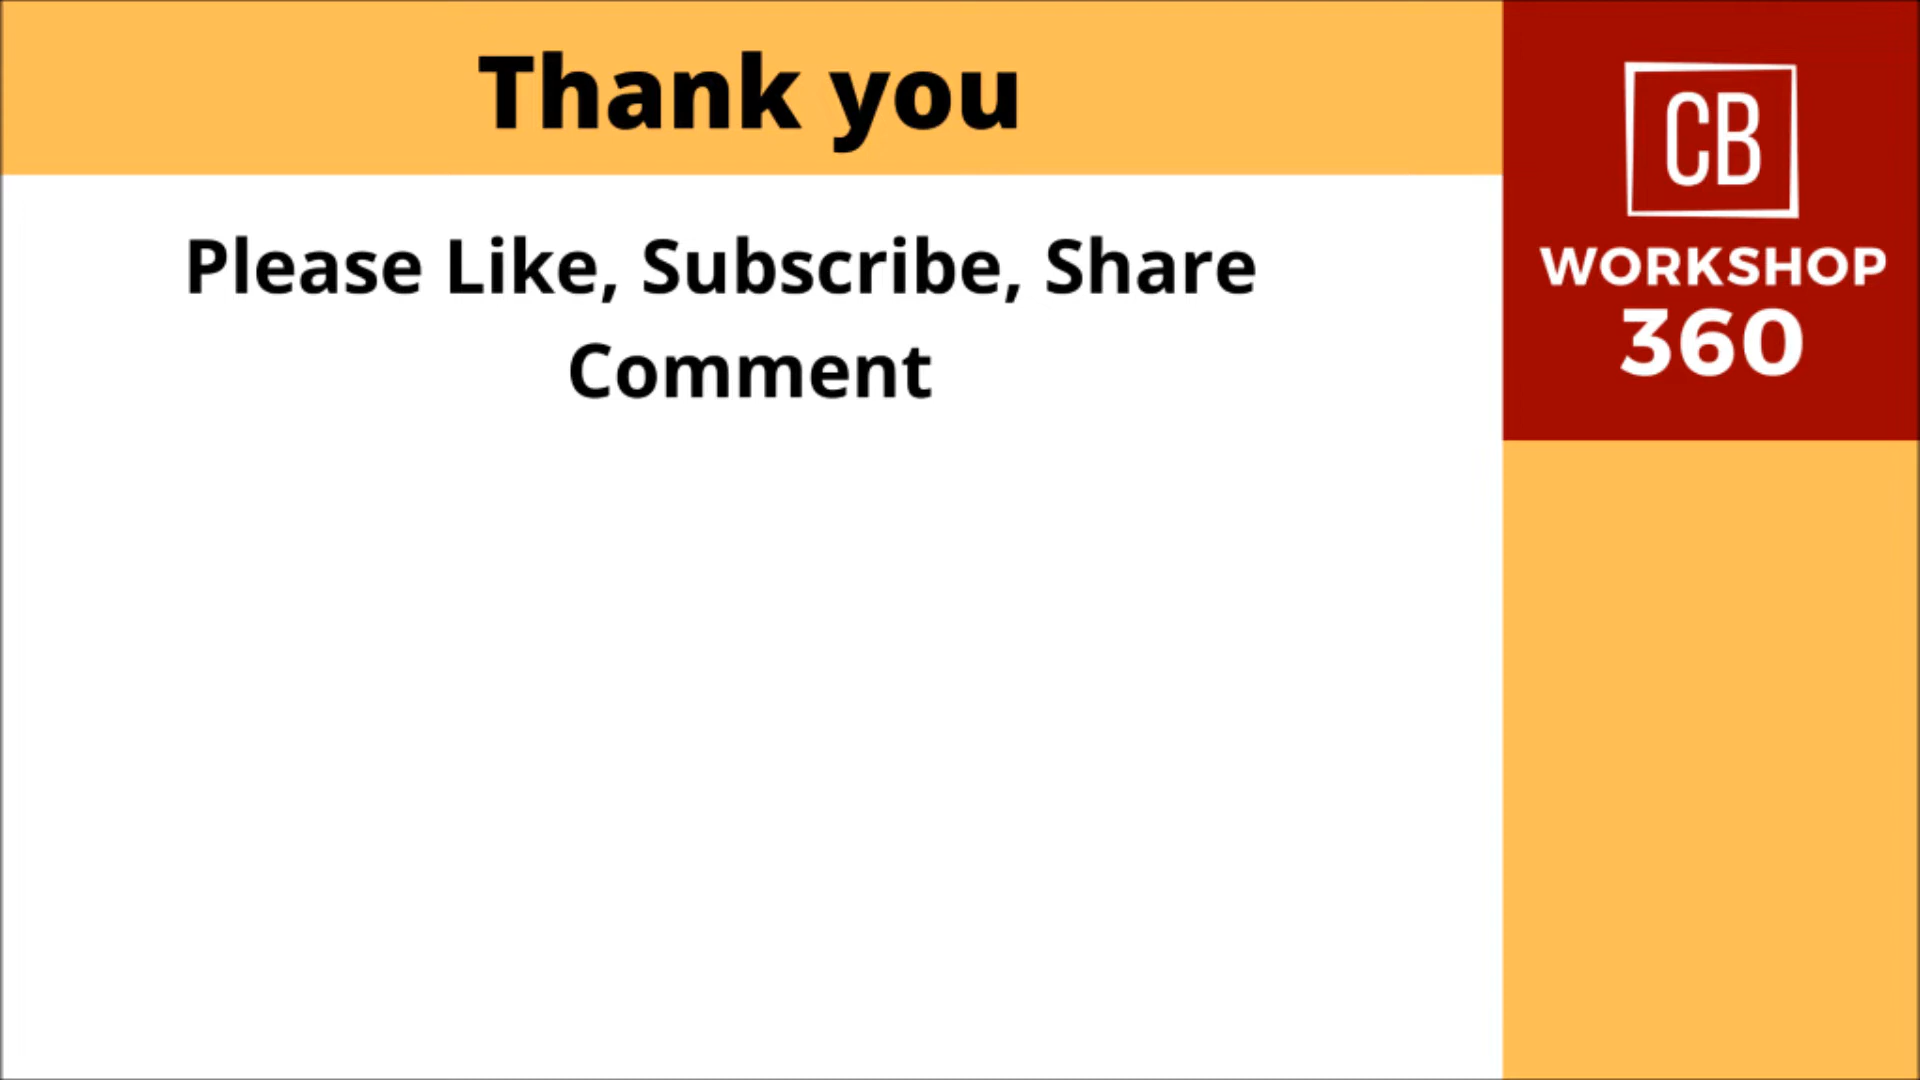 Thank you
Please Like, Subscribe, Share
Comment
CB
WORKSHOP
360